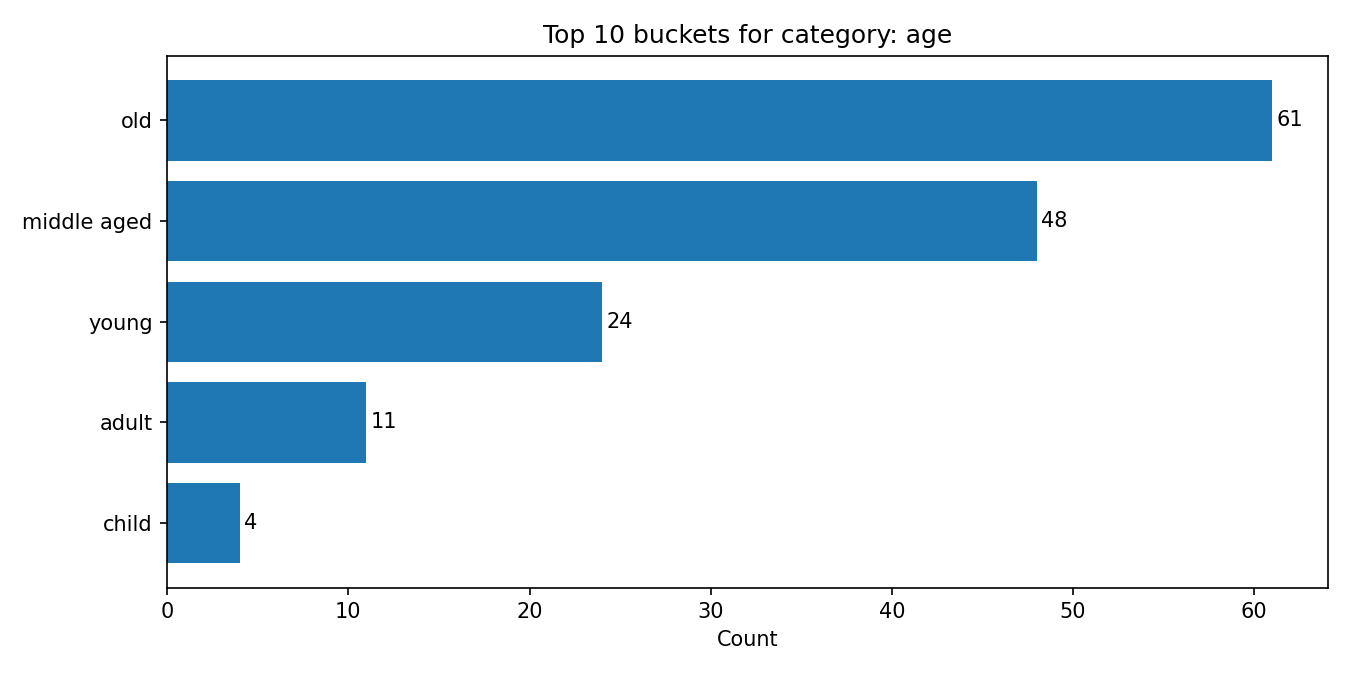 Top 10 buckets for category: age
old
61
middle aged
48
young
24
adult
11
child
4
0 10 20 30 40 50 60
Count